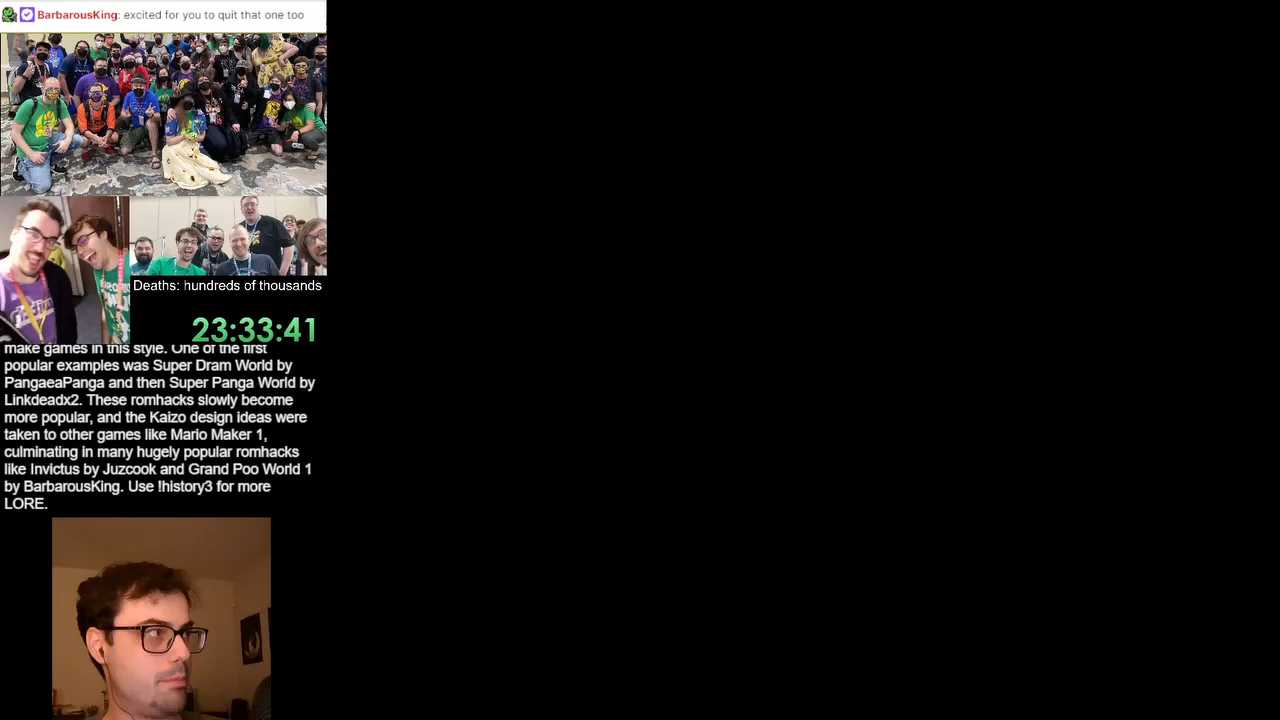 BarbarousKing: excited for you to quit that one too
Deaths: hundreds of thousands
23:33:41
make games in this style. One of the first
popular examples was Super Dram World by
PangaeaPanga and then Super Panga World by
Linkdeadx2. These romhacks slowly become
more popular, and the Kaizo design ideas were
taken to other games like Mario Maker 1,
culminating in many hugely popular romhacks
like Invictus by Juzcook and Grand Poo World 1
by BarbarousKing. Use !history3 for more
LORE.